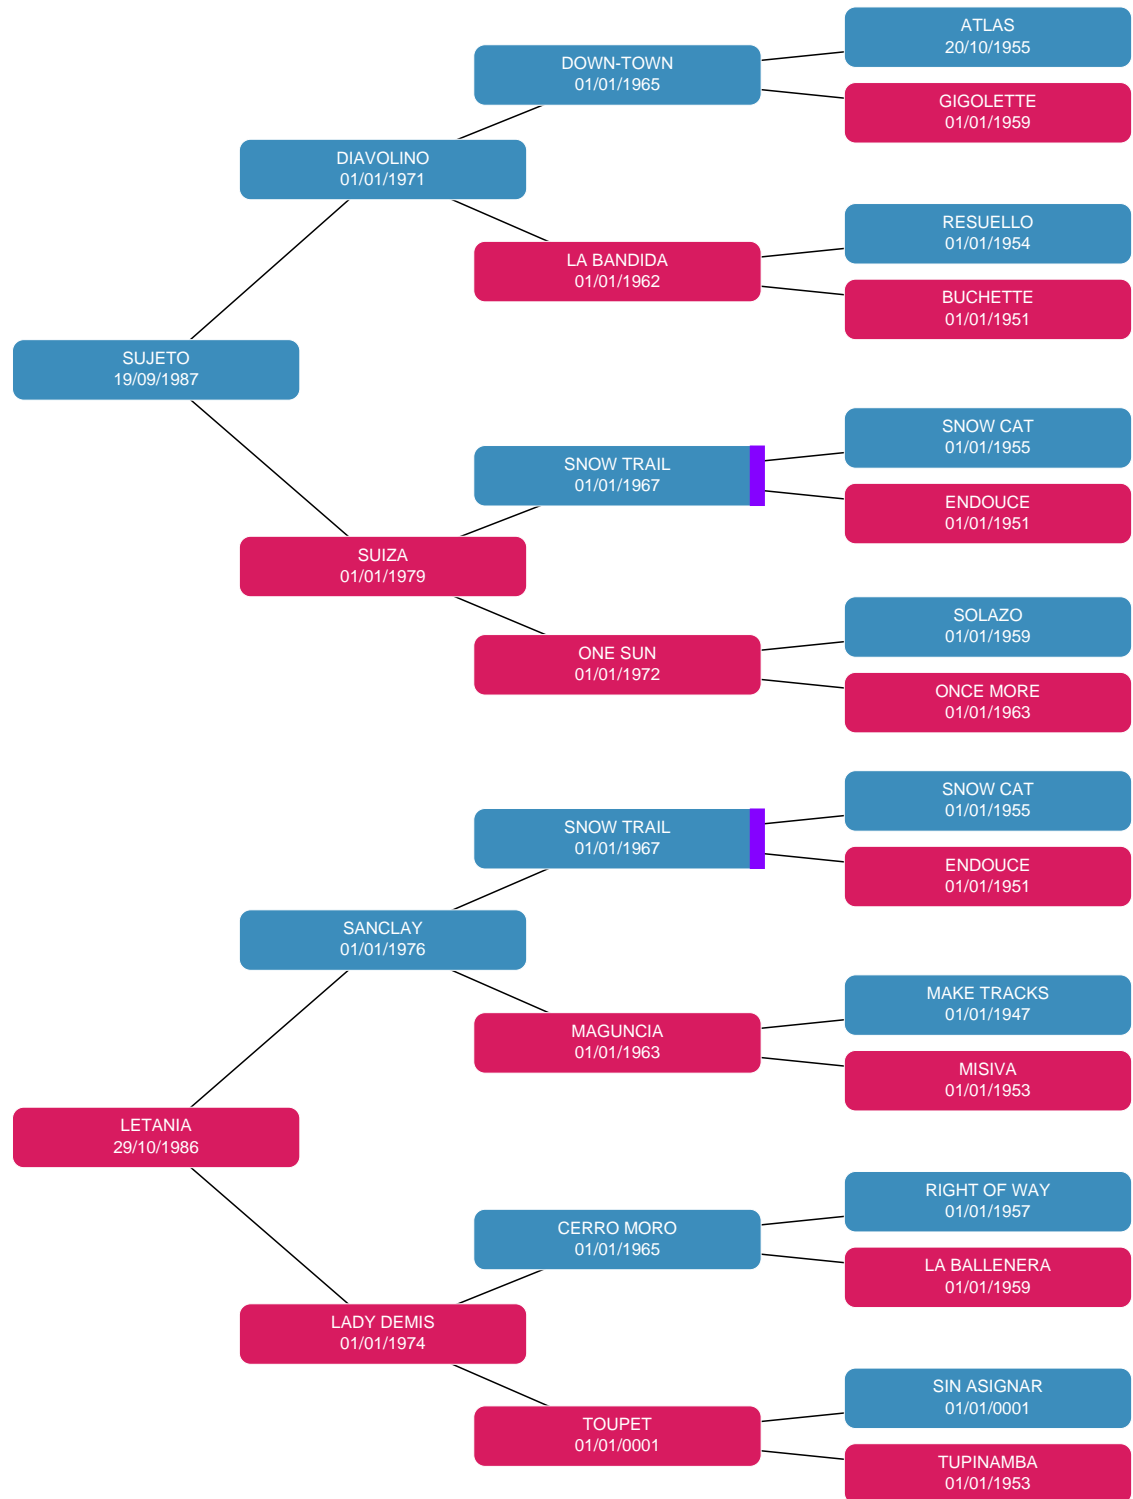 ATLAS
20/10/1955
DOWN-TOWN
01/01/1965
GIGOLETTE
01/01/1959
DIAVOLINO
01/01/1971
RESUELLO
01/01/1954
LA BANDIDA
01/01/1962
BUCHETTE
01/01/1951
SUJETO
19/09/1987
SNOW CAT
01/01/1955
SNOW TRAIL
01/01/1967
ENDOUCE
01/01/1951
SUIZA
01/01/1979
SOLAZO
01/01/1959
ONE SUN
01/01/1972
ONCE MORE
01/01/1963
SNOW CAT
01/01/1955
SNOW TRAIL
01/01/1967
ENDOUCE
01/01/1951
SANCLAY
01/01/1976
MAKE TRACKS
01/01/1947
MAGUNCIA
01/01/1963
MISIVA
01/01/1953
LETANIA
29/10/1986
RIGHT OF WAY
01/01/1957
CERRO MORO
01/01/1965
LA BALLENERA
01/01/1959
LADY DEMIS
01/01/1974
SIN ASIGNAR
01/01/0001
TOUPET
01/01/0001
TUPINAMBA
01/01/1953